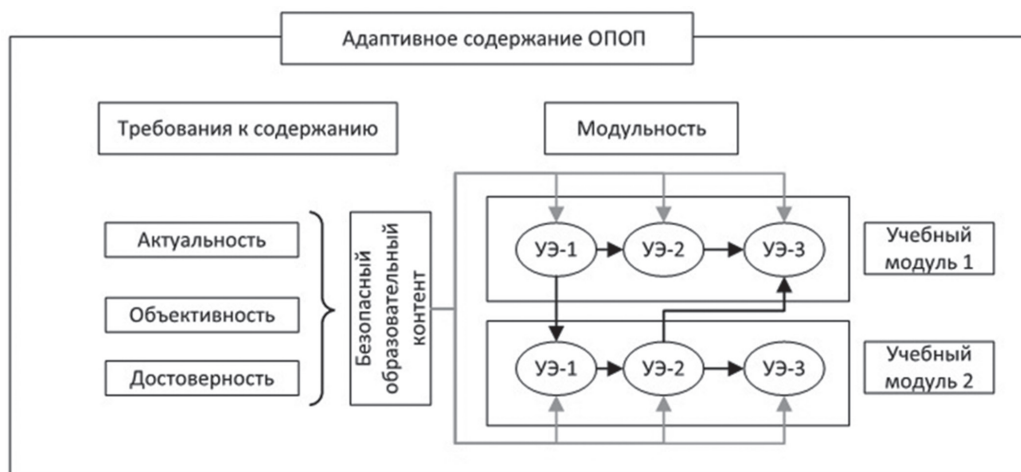 Адаптивное содержание ОПОП
Требования к содержанию
Модульность
Актуальность
Объективность
Достоверность
Безопасный
образовательный
контент
УЭ-1
УЭ-2
УЭ-3
Учебный
модуль 1
УЭ-1
УЭ-2
УЭ-3
Учебный
модуль 2